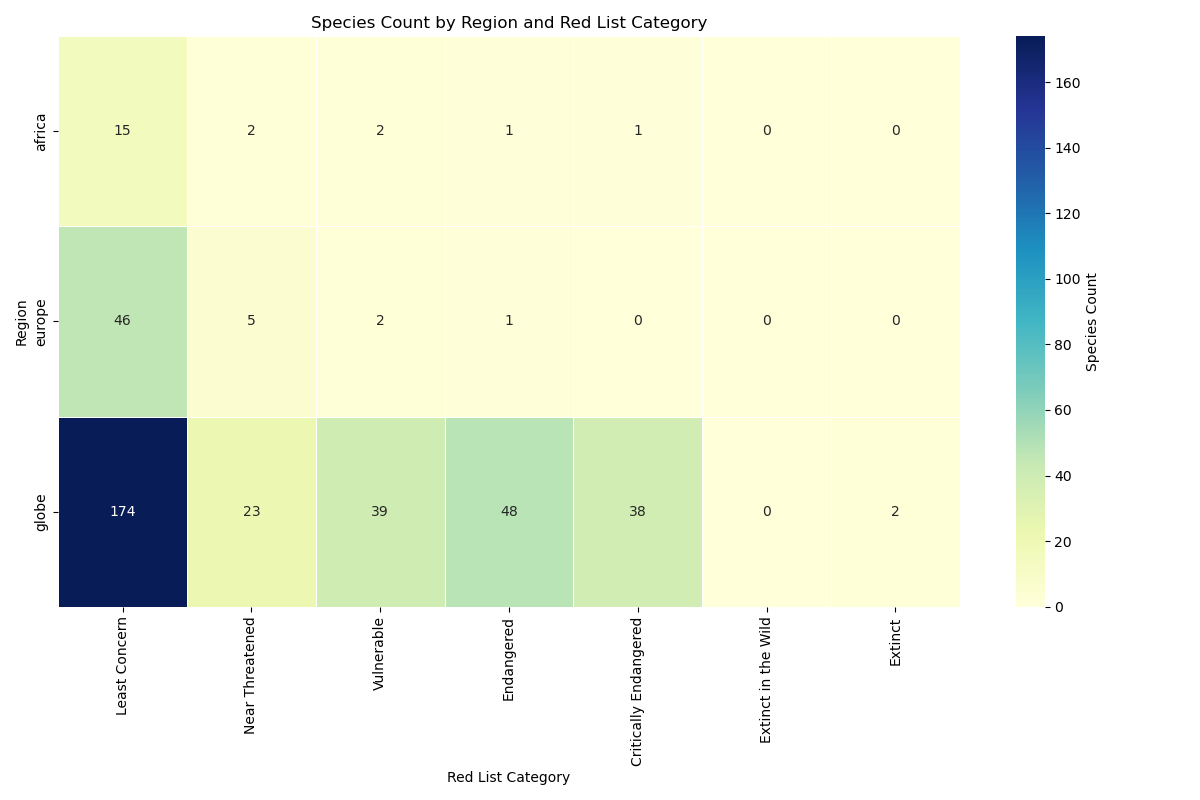 Species Count by Region and Red List Category
africa
15 2 2 1 1 0 0
europe
46 5 2 1 0 0 0
globe
174 23 39 48 38 0 2
Region
Least Concern
Near Threatened
Vulnerable
Endangered
Critically Endangered
Extinct in the Wild
Extinct
Red List Category
160
140
120
100
80
60
40
20
0
Species Count